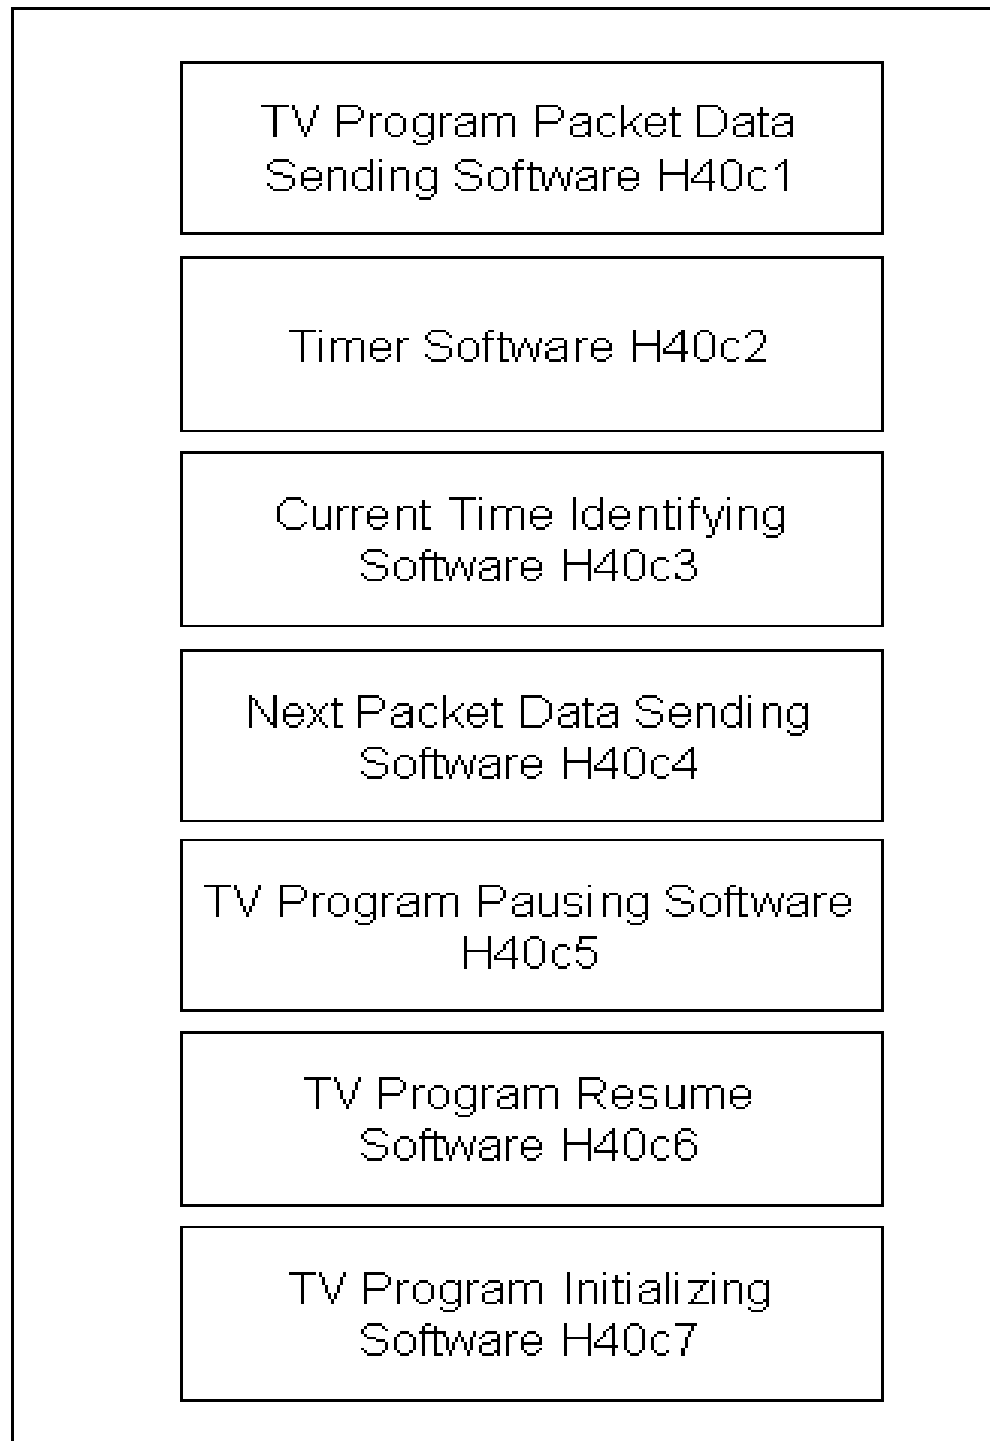 TV Program Packet Data
Sending Software H40c1
Timer Software H40c2
Current Time Identifying
Software H40c3
Next Packet Data Sending
Software H40c4
TV Program Pausing Software
H40c5
TV Program Resume
Software H40c6
TV Program Initializing
Software H40c7